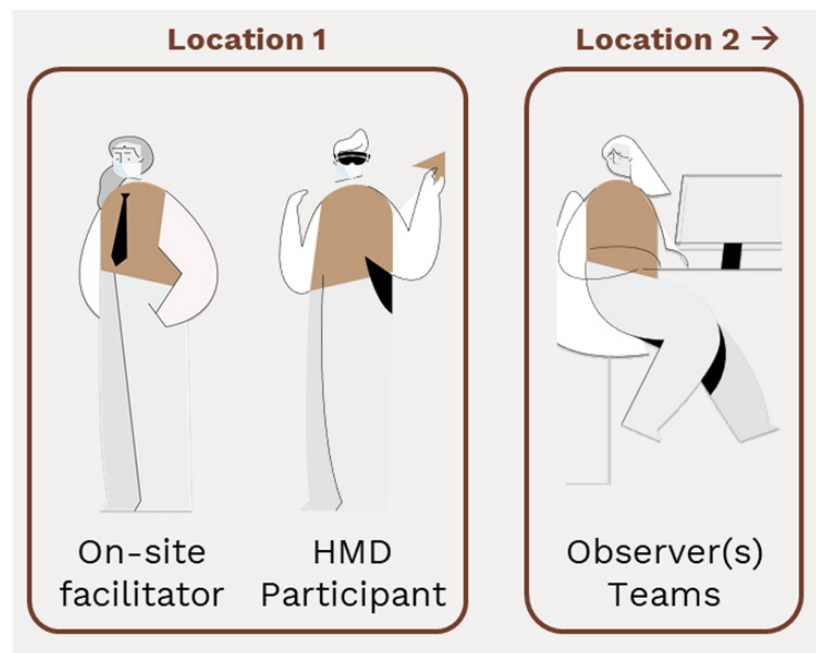 Location 1
Location 2 →
On-site
facilitator
HMD
Participant
Observer(s)
Teams